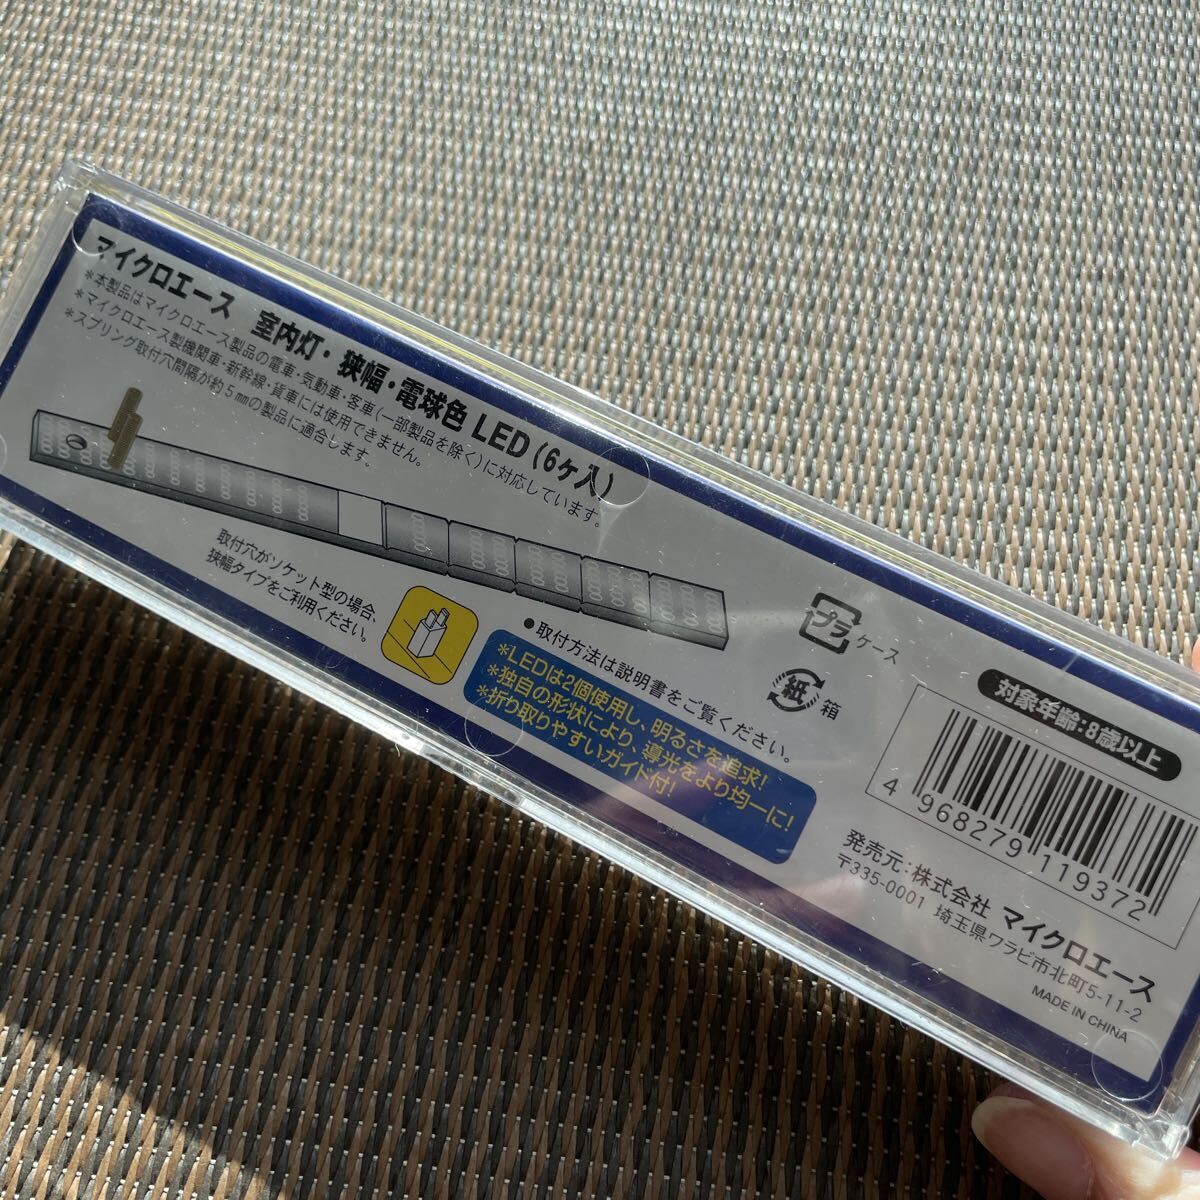 マイクロエース 室内灯・狭幅・電球色 LED (6ヶ入)
*本製品はマイクロエース製品の電車・気動車・客車(一部製品を除く)に対応しています。
*マイクロエース製機関車・新幹線・貨車には使用できません。
*スプリング取付穴間隔が約5mmの製品に適合します。
取付穴がソケット型の場合、
狭幅タイプをご利用ください。
●取付方法は説明書をご覧ください。
*LEDは2個使用し、明るさを追求!
*独自の形状により、導光をより均一に!
*折り取りやすいガイド付!
プラ ケース
紙 箱
対象年齢:8歳以上
4 968279 119372
発売元:株式会社 マイクロエース
〒335-0001 埼玉県ワラビ市北町5-11-2
MADE IN CHINA